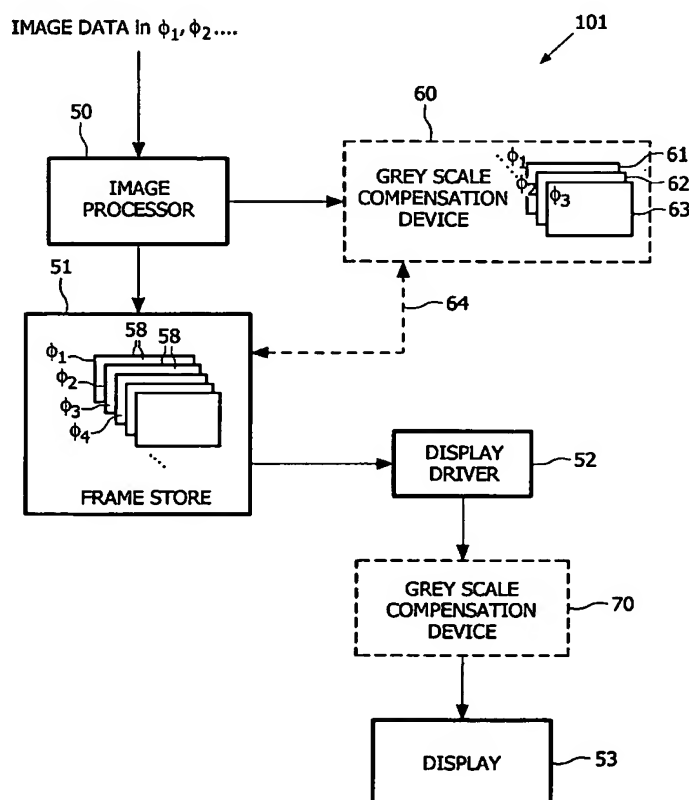 IMAGE DATA in ϕ1, ϕ2 ....
101
50
IMAGE
PROCESSOR
60
GREY SCALE
COMPENSATION
DEVICE
ϕ1
ϕ2
ϕ3
61
62
63
51
64
58 58
ϕ1
ϕ2
ϕ3
ϕ4
FRAME STORE
DISPLAY
DRIVER
52
GREY SCALE
COMPENSATION
DEVICE
70
DISPLAY
53